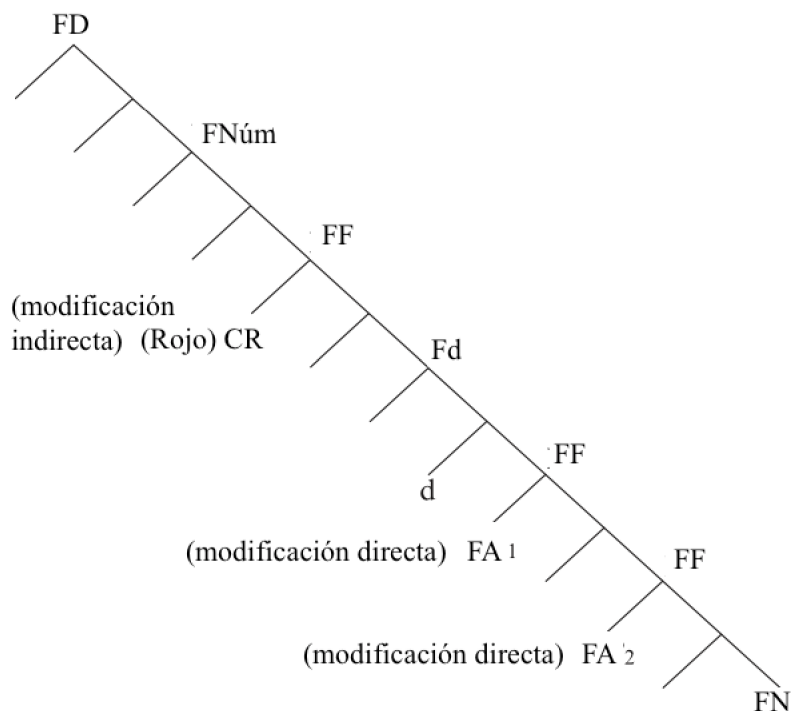 FD
FNúm
FF
(modificación
indirecta) (Rojo) CR
Fd
FF
d
(modificación directa) FA 1
FF
(modificación directa) FA 2
FN